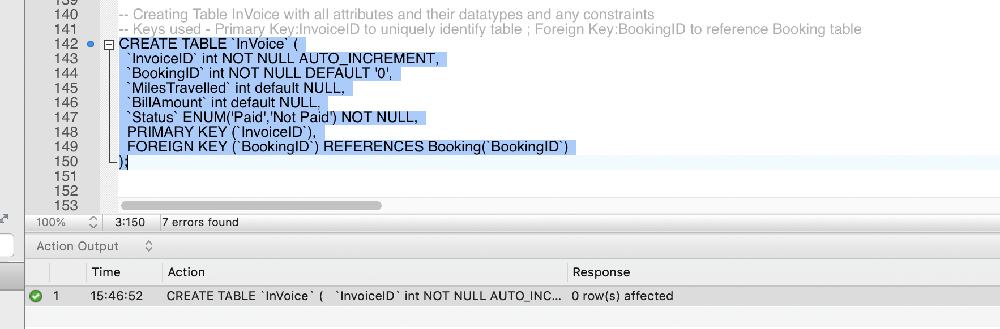 139
140 -- Creating Table InVoice with all attributes and their datatypes and any constraints
141 -- Keys used - Primary Key:InvoiceID to uniquely identify table ; Foreign Key:BookingID to reference Booking table
142 CREATE TABLE `InVoice` (
143 `InvoiceID` int NOT NULL AUTO_INCREMENT,
144 `BookingID` int NOT NULL DEFAULT '0',
145 `MilesTravelled` int default NULL,
146 `BillAmount` int default NULL,
147 `Status` ENUM('Paid','Not Paid') NOT NULL,
148 PRIMARY KEY (`InvoiceID`),
149 FOREIGN KEY (`BookingID`) REFERENCES Booking(`BookingID`)
150 );
151
152
153
100% 3:150 7 errors found
Action Output
Time Action Response
1 15:46:52 CREATE TABLE `InVoice` ( `InvoiceID` int NOT NULL AUTO_INC... 0 row(s) affected